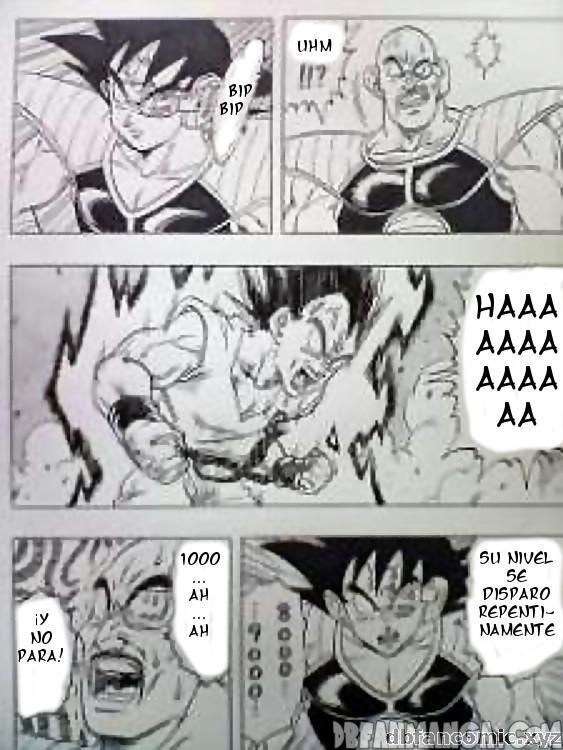 BIP
BIP
UHM
!!?
HAAA
AAAA
AAAA
AA
1000
...
AH
...
AH
¡Y
NO
PARA!
SU NIVEL
SE
DISPARO
REPENTI-
NAMENTE
8000
9000
DBFANMANGA.COM
dbfancomic.xyz